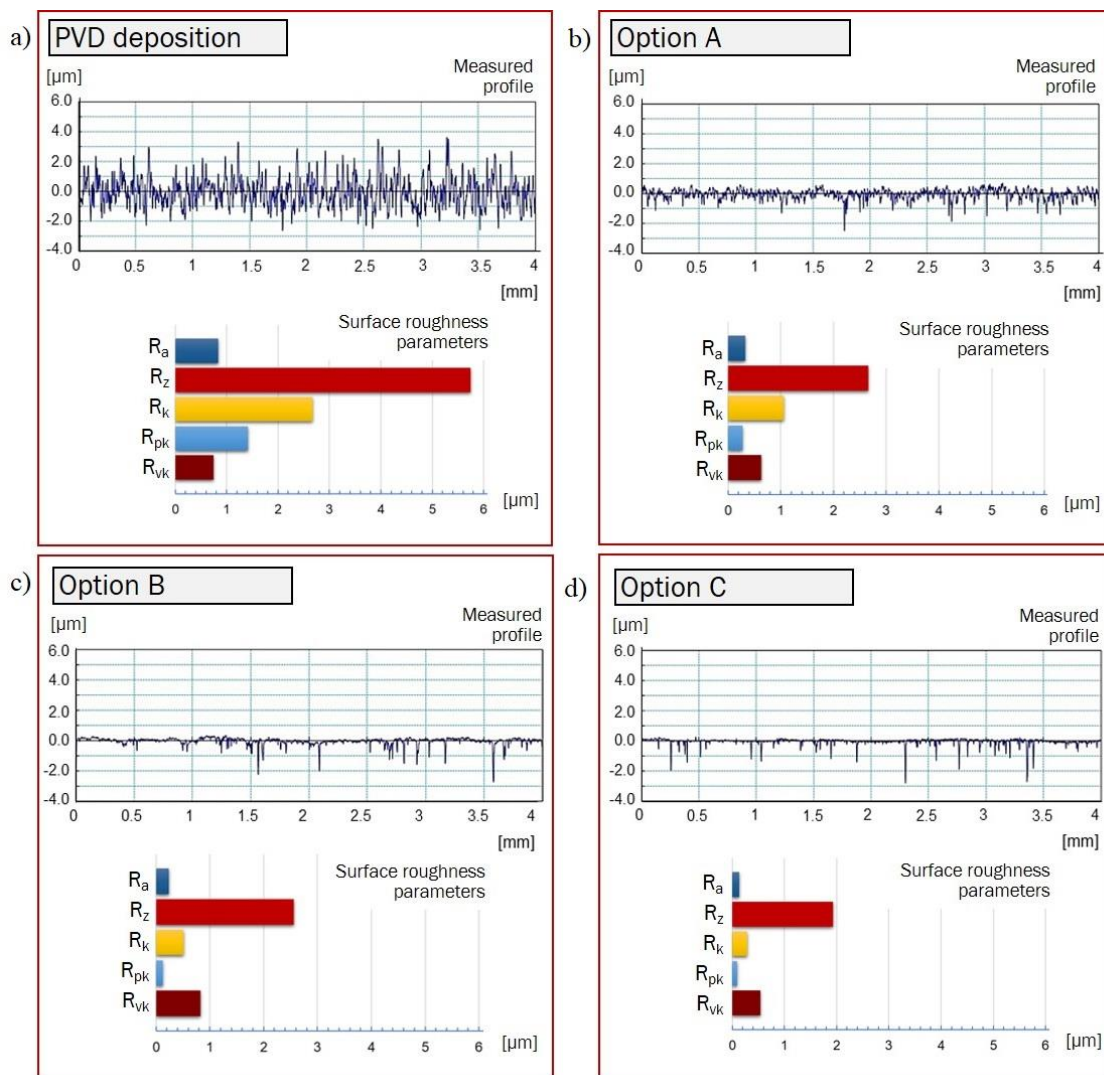 a)
PVD deposition
[µm]
Measured
profile
6.0
4.0
2.0
0.0
-2.0
-4.0
0 0.5 1 1.5 2 2.5 3 3.5 4
[mm]
Surface roughness
parameters
Ra
Rz
Rk
Rpk
Rvk
0 1 2 3 4 5 6 [µm]
b)
Option A
[µm]
Measured
profile
6.0
4.0
2.0
0.0
-2.0
-4.0
0 0.5 1 1.5 2 2.5 3 3.5 4
[mm]
Surface roughness
parameters
Ra
Rz
Rk
Rpk
Rvk
0 1 2 3 4 5 6 [µm]
c)
Option B
[µm]
Measured
profile
6.0
4.0
2.0
0.0
-2.0
-4.0
0 0.5 1 1.5 2 2.5 3 3.5 4
[mm]
Surface roughness
parameters
Ra
Rz
Rk
Rpk
Rvk
0 1 2 3 4 5 6 [µm]
d)
Option C
[µm]
Measured
profile
6.0
4.0
2.0
0.0
-2.0
-4.0
0 0.5 1 1.5 2 2.5 3 3.5 4
[mm]
Surface roughness
parameters
Ra
Rz
Rk
Rpk
Rvk
0 1 2 3 4 5 6 [µm]